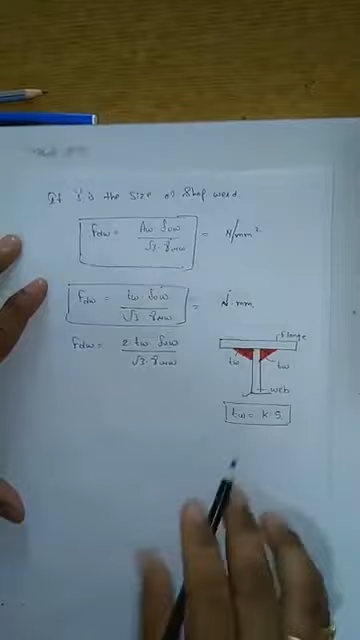 If 's' is the size of shop weld.
Fdw = Aw · fuw / √3 · γmw = N/mm²
Fdw = tw · fuw / √3 · γmw = N·mm
Fdw = 2 · tw · fuw / √3 · γmw
Flange
tw
tw
web
tw = K·S